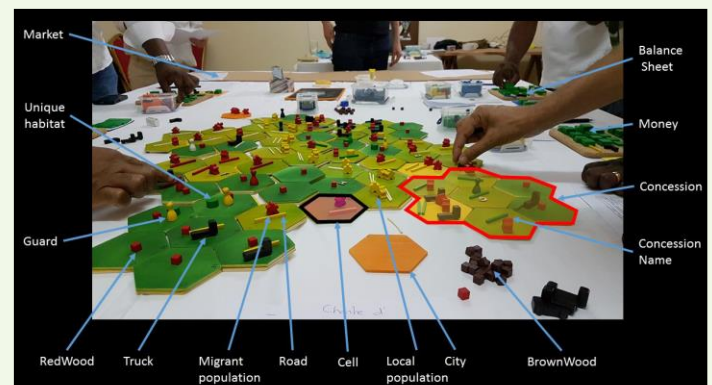 Market
Balance
Sheet
Unique
habitat
Money
Concession
Guard
Concession
Name
RedWood
Truck
Migrant
population
Road
Cell
Local
population
City
BrownWood